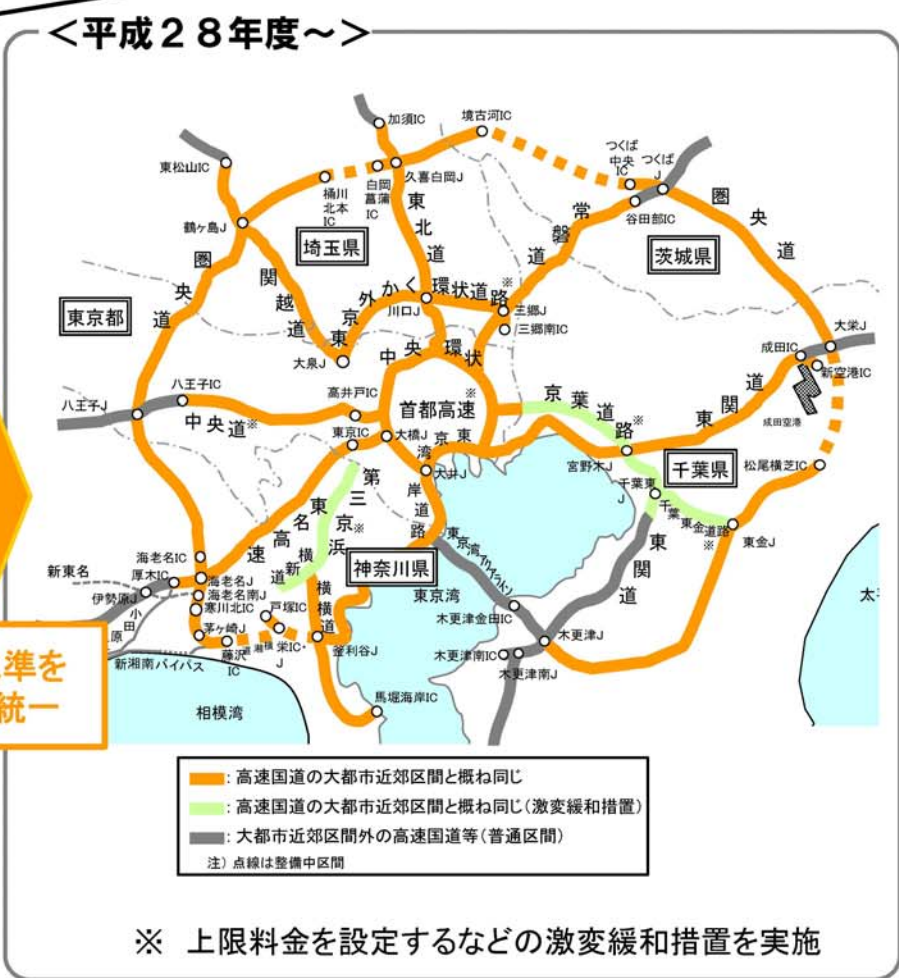 ＜平成２８年度～＞
加須IC
境古河IC
東松山IC
つくば
中央
IC
つくば
J
桶川
北本
IC
白岡
菖蒲
IC
久喜白岡J
谷田部IC
鶴ヶ島J
埼玉県
東北道
常磐道
圏央道
茨城県
東京都
圏央道
関越道
東京外かく環状道路※
川口J
三郷J
三郷南IC
大泉J
中央環状
大栄J
成田IC
新空港IC
成田空港
八王子IC
八王子J
高井戸IC
中央道※
首都高速※
京葉道路※
東関道
東京IC
大橋J
大井J
東京湾岸道路
宮野木J
千葉県
松尾横芝IC
千葉東
J
千葉東金道路
※
東金J
第三京浜※
東名高速
横浜新道
横横道
神奈川県
東京湾アクアライン
東京湾
東関道
太
海老名IC
新東名
厚木IC
海老名J
海老名南J
伊勢原J
寒川北IC
戸塚IC
小田
原
茅ヶ崎J
藤沢
IC
栄IC・
J
釜利谷J
新湘南バイパス
相模湾
馬堀海岸IC
木更津金田IC
木更津J
木更津南IC
木更津南J
準を
統一
：高速国道の大都市近郊区間と概ね同じ
：高速国道の大都市近郊区間と概ね同じ（激変緩和措置）
：大都市近郊区間外の高速国道等（普通区間）
注）点線は整備中区間
※　上限料金を設定するなどの激変緩和措置を実施